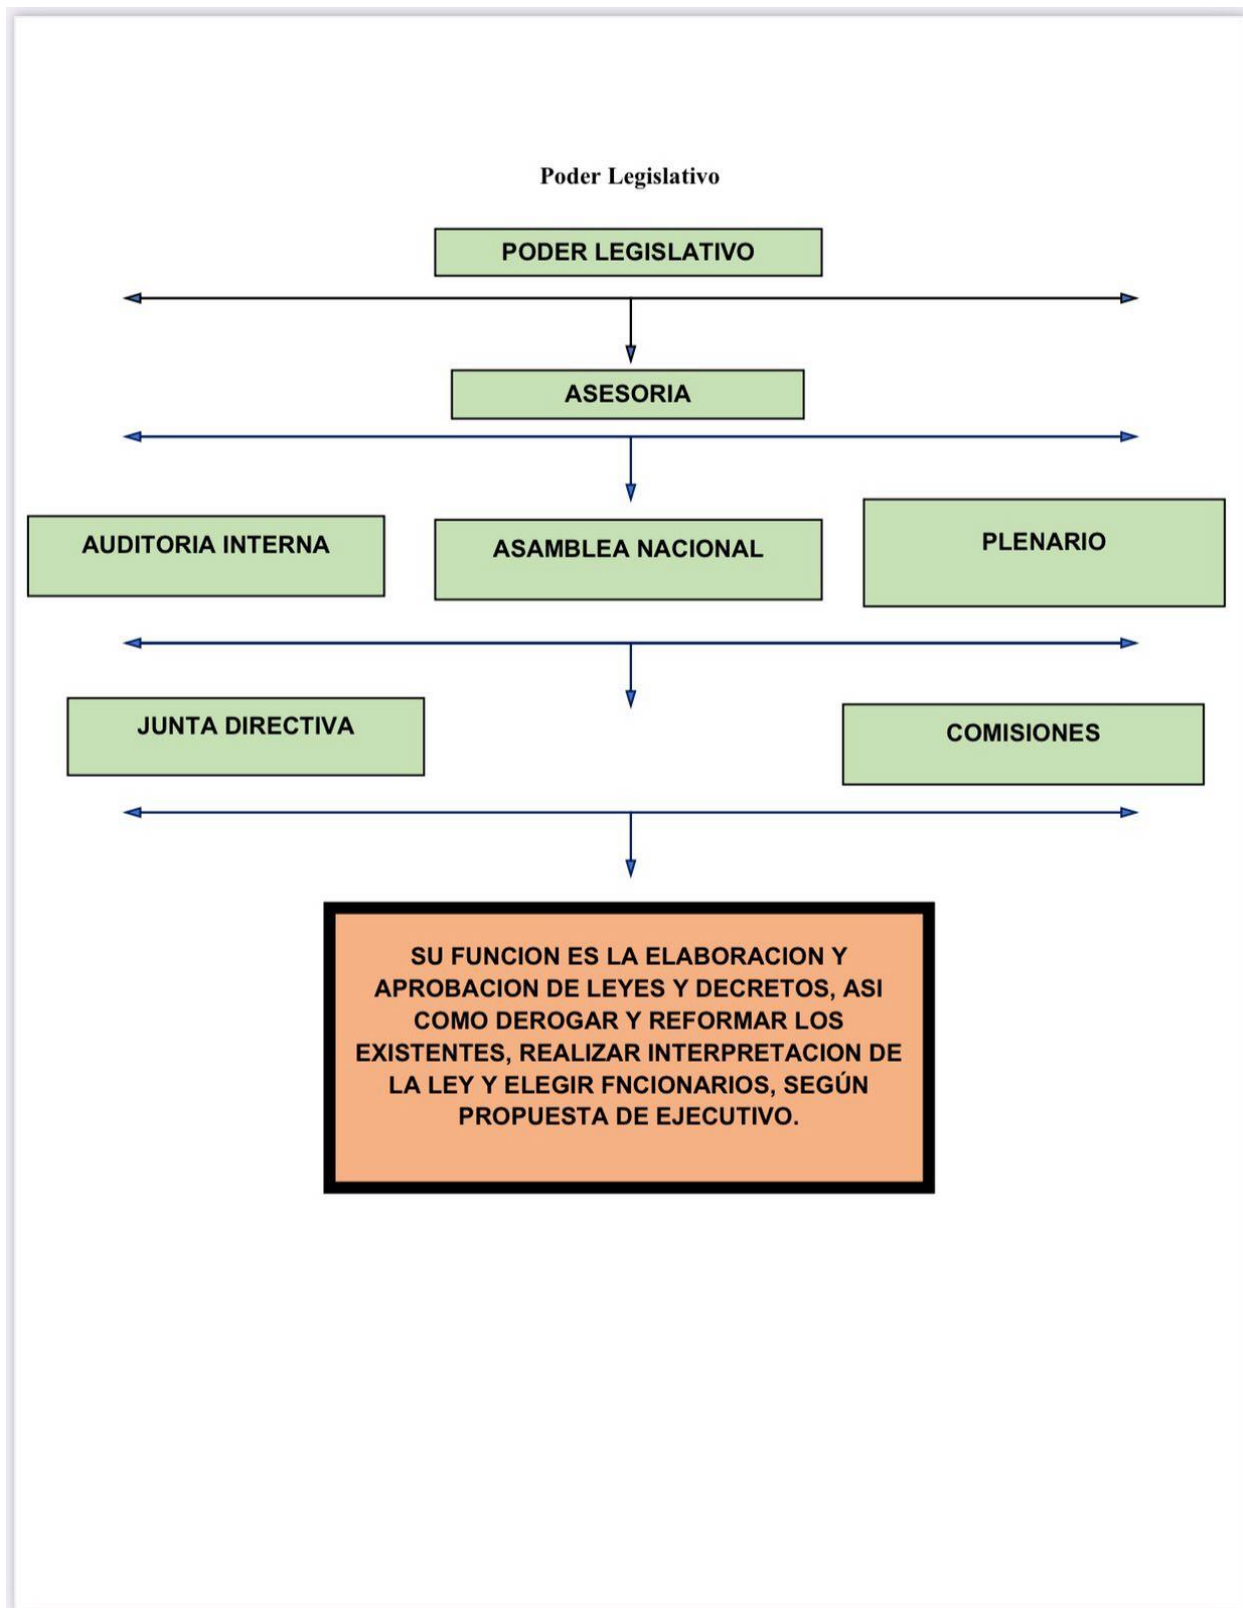 Poder Legislativo
PODER LEGISLATIVO
ASESORIA
AUDITORIA INTERNA
ASAMBLEA NACIONAL
PLENARIO
JUNTA DIRECTIVA
COMISIONES
SU FUNCION ES LA ELABORACION Y
APROBACION DE LEYES Y DECRETOS, ASI
COMO DEROGAR Y REFORMAR LOS
EXISTENTES, REALIZAR INTERPRETACION DE
LA LEY Y ELEGIR FNCIONARIOS, SEGÚN
PROPUESTA DE EJECUTIVO.